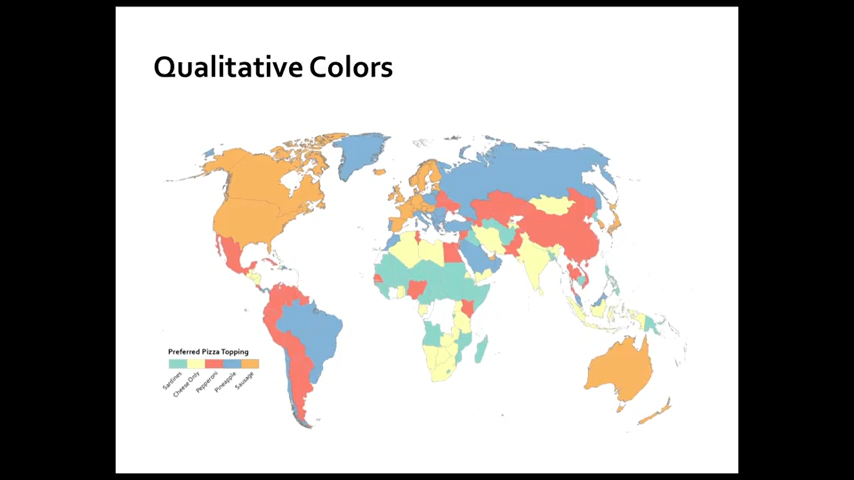 Qualitative Colors
Preferred Pizza Topping
Sardines
Cheese Only
Pepperoni
Pineapple
Sausage